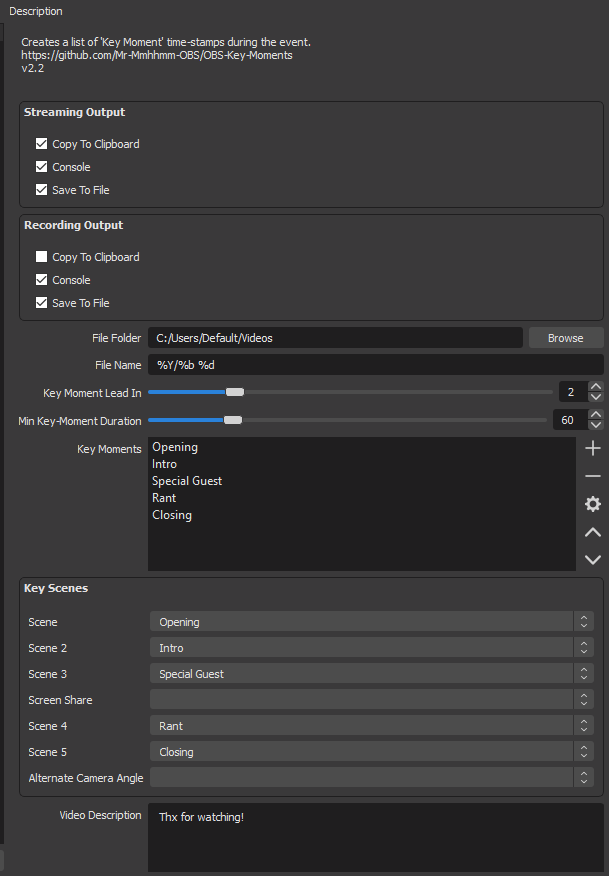 Description
Creates a list of 'Key Moment' time-stamps during the event.
https://github.com/Mr-Mmhhmm-OBS/OBS-Key-Moments
v2.2
Streaming Output
Copy To Clipboard
Console
Save To File
Recording Output
Copy To Clipboard
Console
Save To File
File Folder C:/Users/Default/Videos Browse
File Name %Y/%b %d
Key Moment Lead In 2
Min Key-Moment Duration 60
Key Moments Opening
Intro
Special Guest
Rant
Closing
Key Scenes
Scene Opening
Scene 2 Intro
Scene 3 Special Guest
Screen Share
Scene 4 Rant
Scene 5 Closing
Alternate Camera Angle
Video Description Thx for watching!